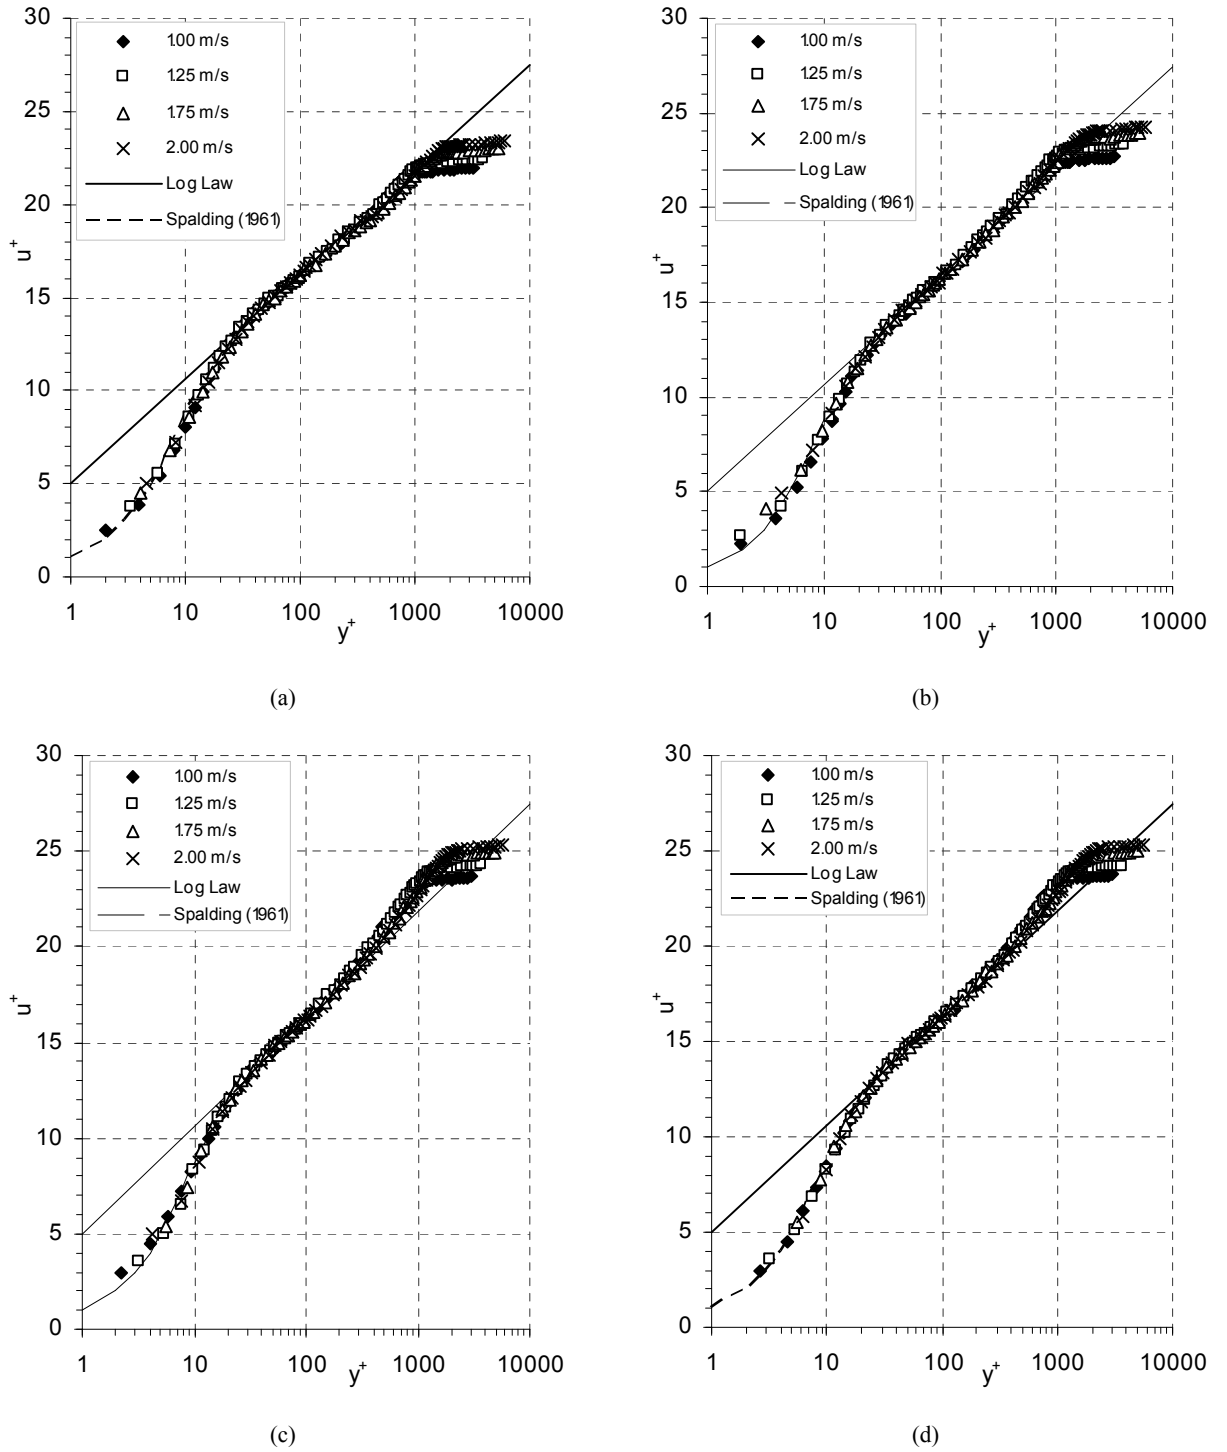 30
1.00 m/s
1.25 m/s
1.75 m/s
2.00 m/s
Log Law
Spalding (1961)
25
20
15
10
5
0
u+
1 10 100 1000 10000
y+
(a)
30
1.00 m/s
1.25 m/s
1.75 m/s
2.00 m/s
Log Law
Spalding (1961)
25
20
15
10
5
0
u+
1 10 100 1000 10000
y+
(b)
30
1.00 m/s
1.25 m/s
1.75 m/s
2.00 m/s
Log Law
Spalding (1961)
25
20
15
10
5
0
u+
1 10 100 1000 10000
y+
(c)
30
1.00 m/s
1.25 m/s
1.75 m/s
2.00 m/s
Log Law
Spalding (1961)
25
20
15
10
5
0
u+
1 10 100 1000 10000
y+
(d)